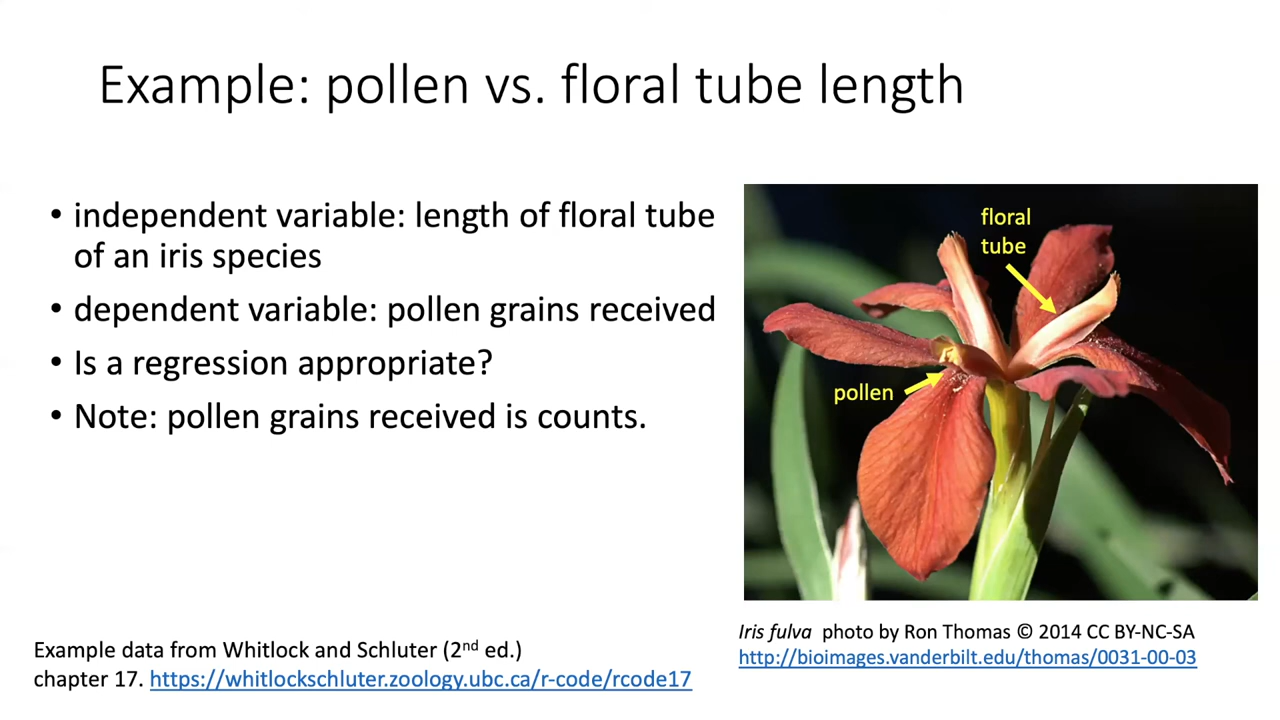 Example: pollen vs. floral tube length
• independent variable: length of floral tube
of an iris species
• dependent variable: pollen grains received
• Is a regression appropriate?
• Note: pollen grains received is counts.
floral
tube
pollen
Iris fulva photo by Ron Thomas © 2014 CC BY-NC-SA
http://bioimages.vanderbilt.edu/thomas/0031-00-03
Example data from Whitlock and Schluter (2nd ed.)
chapter 17. https://whitlockschluter.zoology.ubc.ca/r-code/rcode17